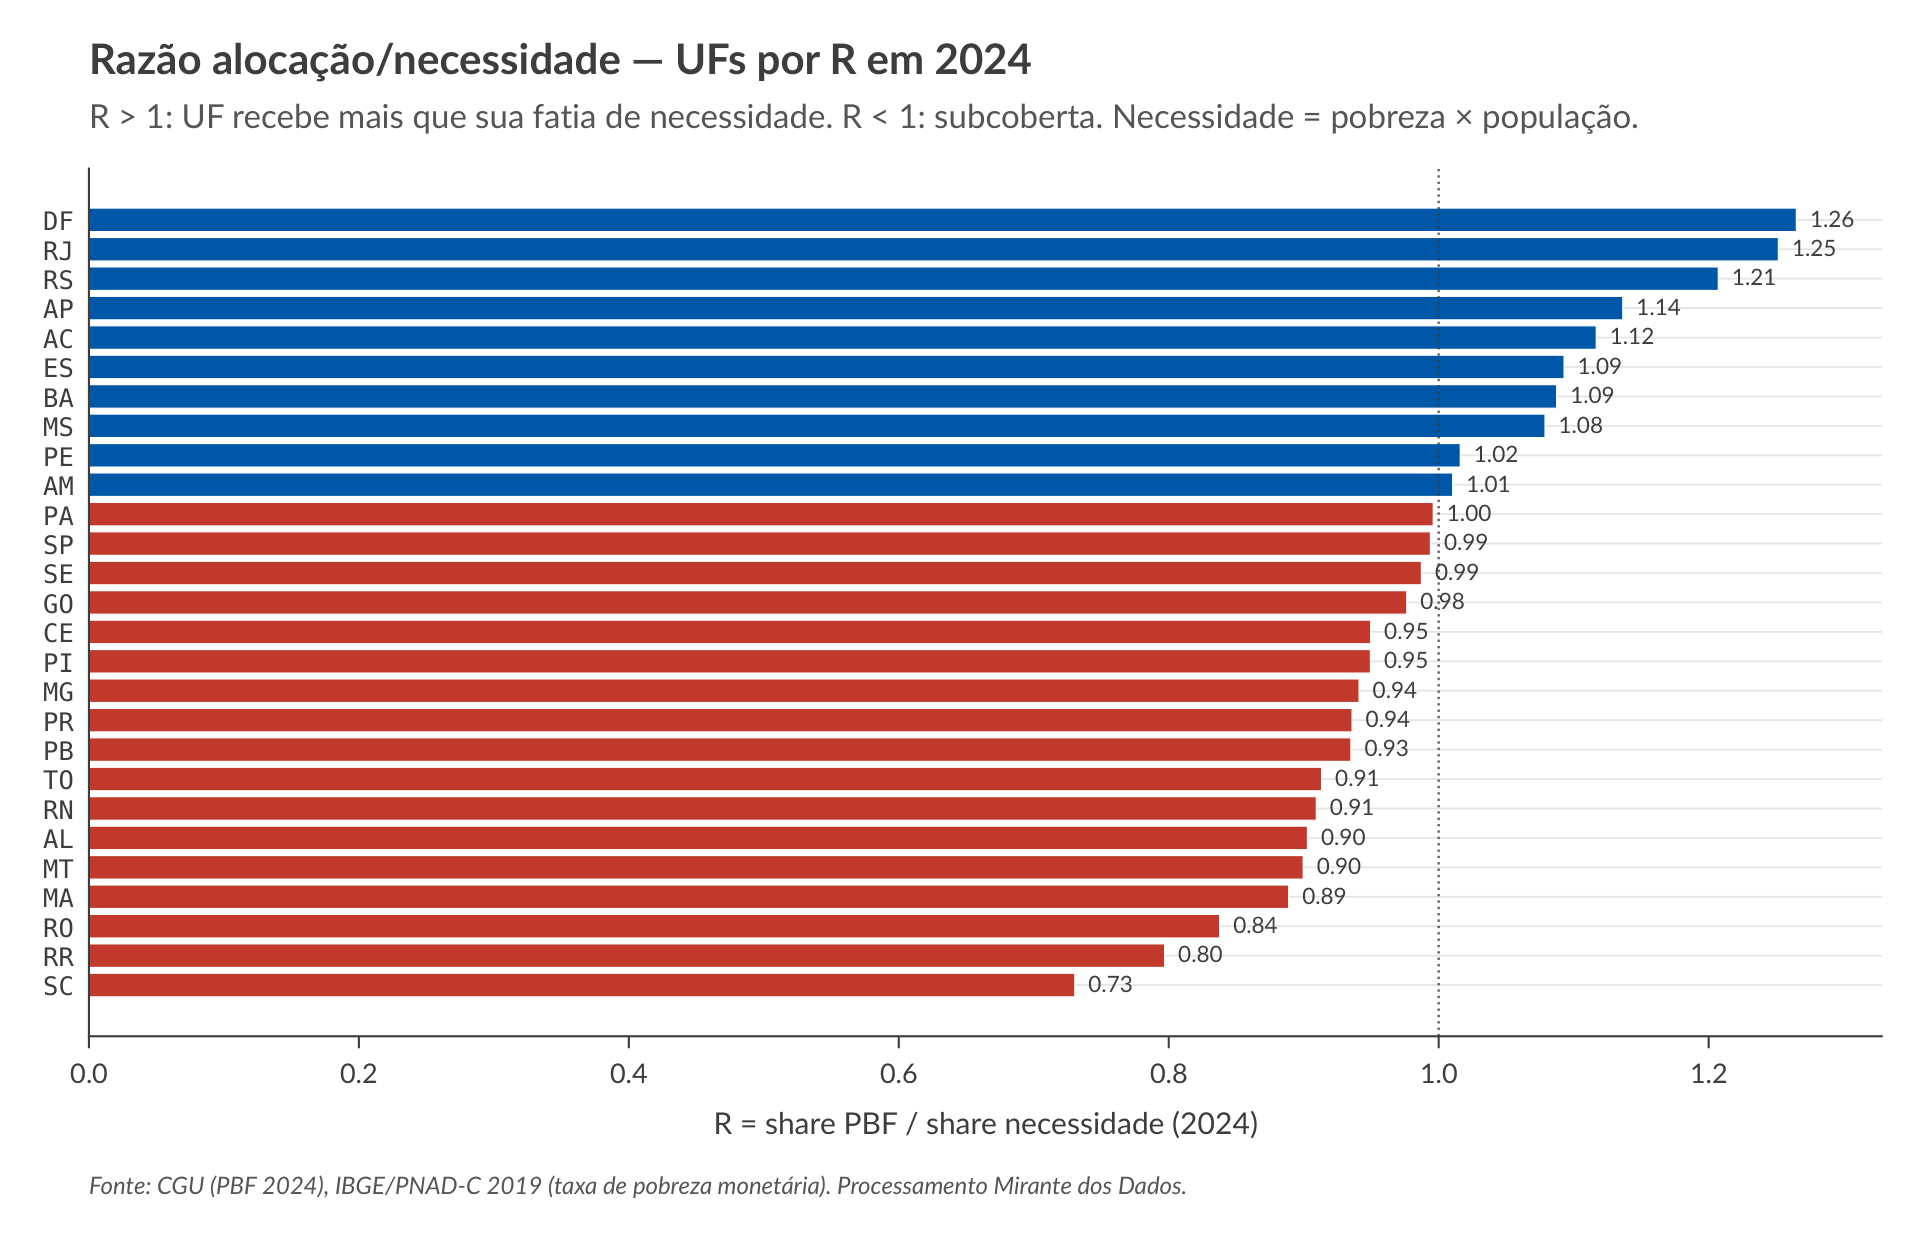 Razão alocação/necessidade — UFs por R em 2024
R > 1: UF recebe mais que sua fatia de necessidade. R < 1: subcoberta. Necessidade = pobreza × população.
DF 1.26
RJ 1.25
RS 1.21
AP 1.14
AC 1.12
ES 1.09
BA 1.09
MS 1.08
PE 1.02
AM 1.01
PA 1.00
SP 0.99
SE 0.99
GO 0.98
CE 0.95
PI 0.95
MG 0.94
PR 0.94
PB 0.93
TO 0.91
RN 0.91
AL 0.90
MT 0.90
MA 0.89
RO 0.84
RR 0.80
SC 0.73
0.0 0.2 0.4 0.6 0.8 1.0 1.2
R = share PBF / share necessidade (2024)
Fonte: CGU (PBF 2024), IBGE/PNAD-C 2019 (taxa de pobreza monetária). Processamento Mirante dos Dados.